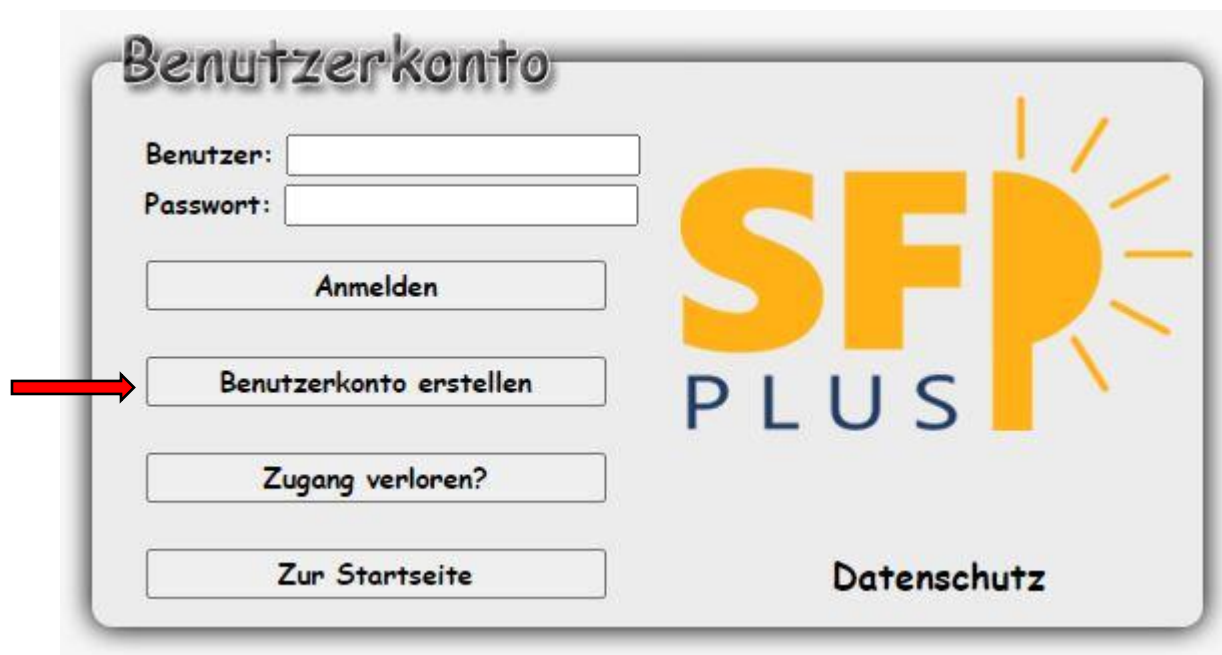 Benutzerkonto
Benutzer:
Passwort:
Anmelden
Benutzerkonto erstellen
Zugang verloren?
Zur Startseite
SFP
PLUS
Datenschutz